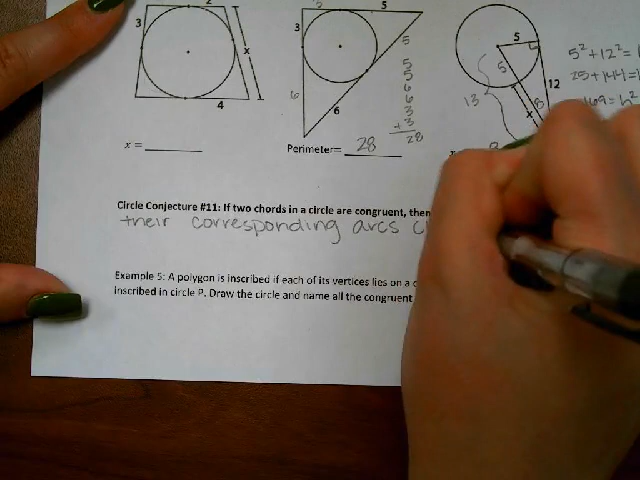 2
3
x
4
3
5
5
6
6
5
5
6
6
3
+ 3
28
5
5
13
12
8
x
5² + 12² =
25 + 144 =
169 = h²
x = ______
Perimeter= 28
Circle Conjecture #11: If two chords in a circle are congruent, then
their corresponding arcs
Example 5: A polygon is inscribed if each of its vertices lies on a
inscribed in circle P. Draw the circle and name all the congruent